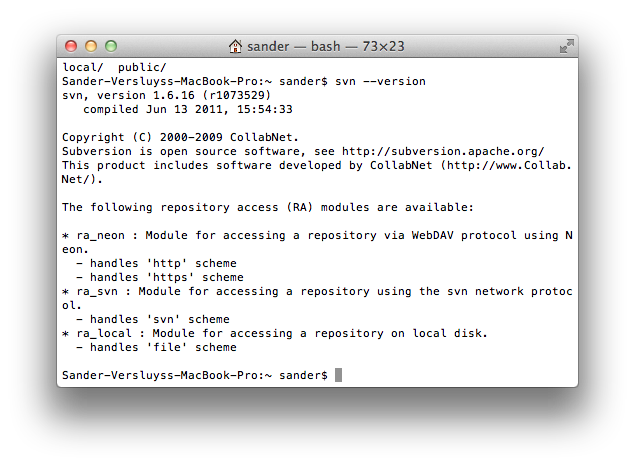 sander — bash — 73×23
local/  public/
Sander-Versluyss-MacBook-Pro:~ sander$ svn --version
svn, version 1.6.16 (r1073529)
   compiled Jun 13 2011, 15:54:33

Copyright (C) 2000-2009 CollabNet.
Subversion is open source software, see http://subversion.apache.org/
This product includes software developed by CollabNet (http://www.Collab.
Net/).

The following repository access (RA) modules are available:

* ra_neon : Module for accessing a repository via WebDAV protocol using N
eon.
  - handles 'http' scheme
  - handles 'https' scheme
* ra_svn : Module for accessing a repository using the svn network protoc
ol.
  - handles 'svn' scheme
* ra_local : Module for accessing a repository on local disk.
  - handles 'file' scheme

Sander-Versluyss-MacBook-Pro:~ sander$